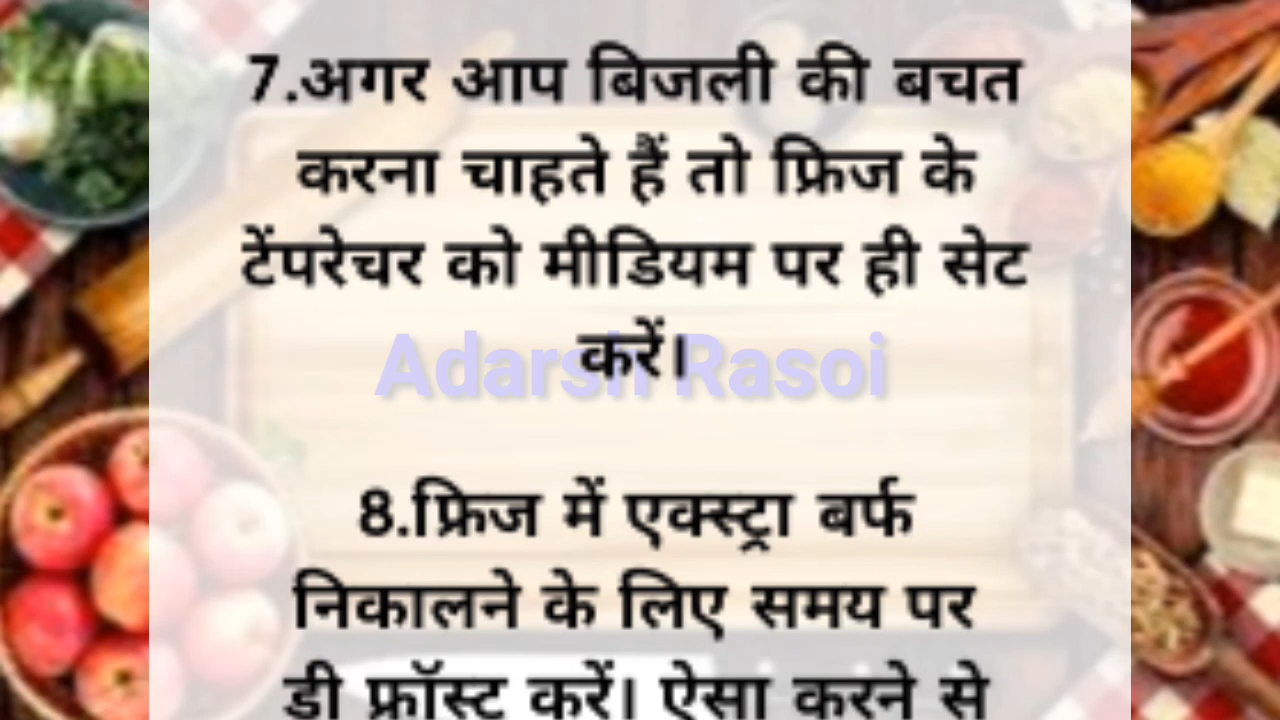 7.अगर आप बिजली की बचत
करना चाहते हैं तो फ्रिज के
टेंपरेचर को मीडियम पर ही सेट
करें।
Adarsh Rasoi
8.फ्रिज में एक्स्ट्रा बर्फ
निकालने के लिए समय पर
डी फ्रॉस्ट करें। ऐसा करने से